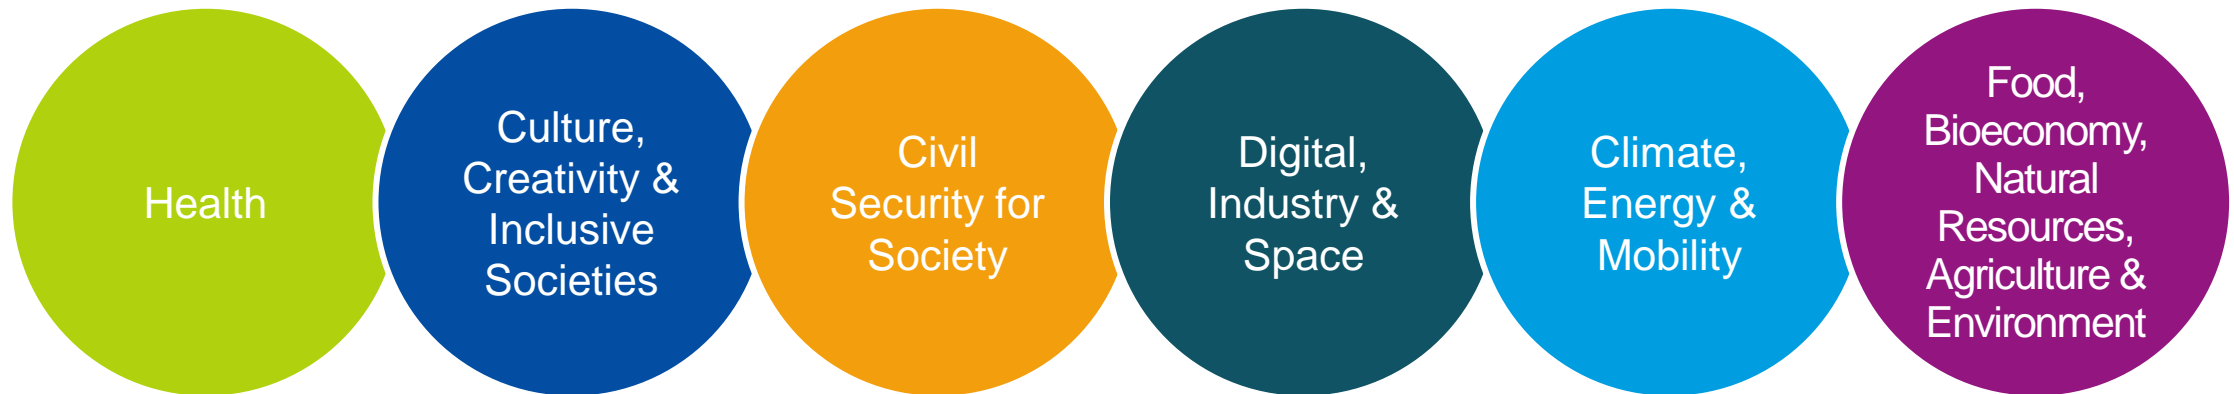 Health
Culture,
Creativity &
Inclusive
Societies
Civil
Security for
Society
Digital,
Industry &
Space
Climate,
Energy &
Mobility
Food,
Bioeconomy,
Natural
Resources,
Agriculture &
Environment